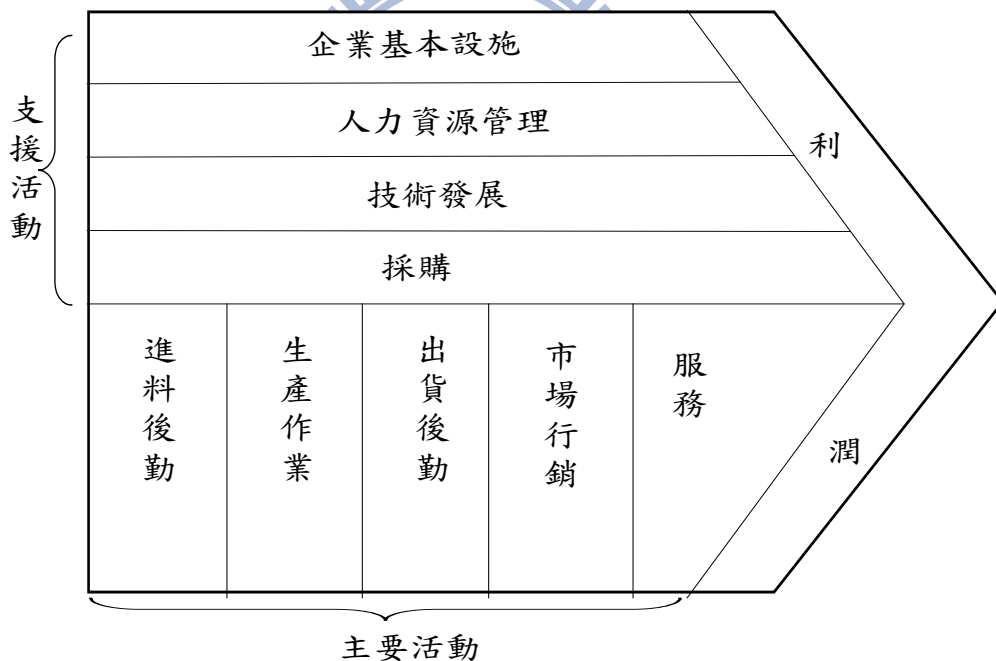 企業基本設施
人力資源管理
技術發展
採購
支援活動
進料後勤
生產作業
出貨後勤
市場行銷
服務
利潤
主要活動